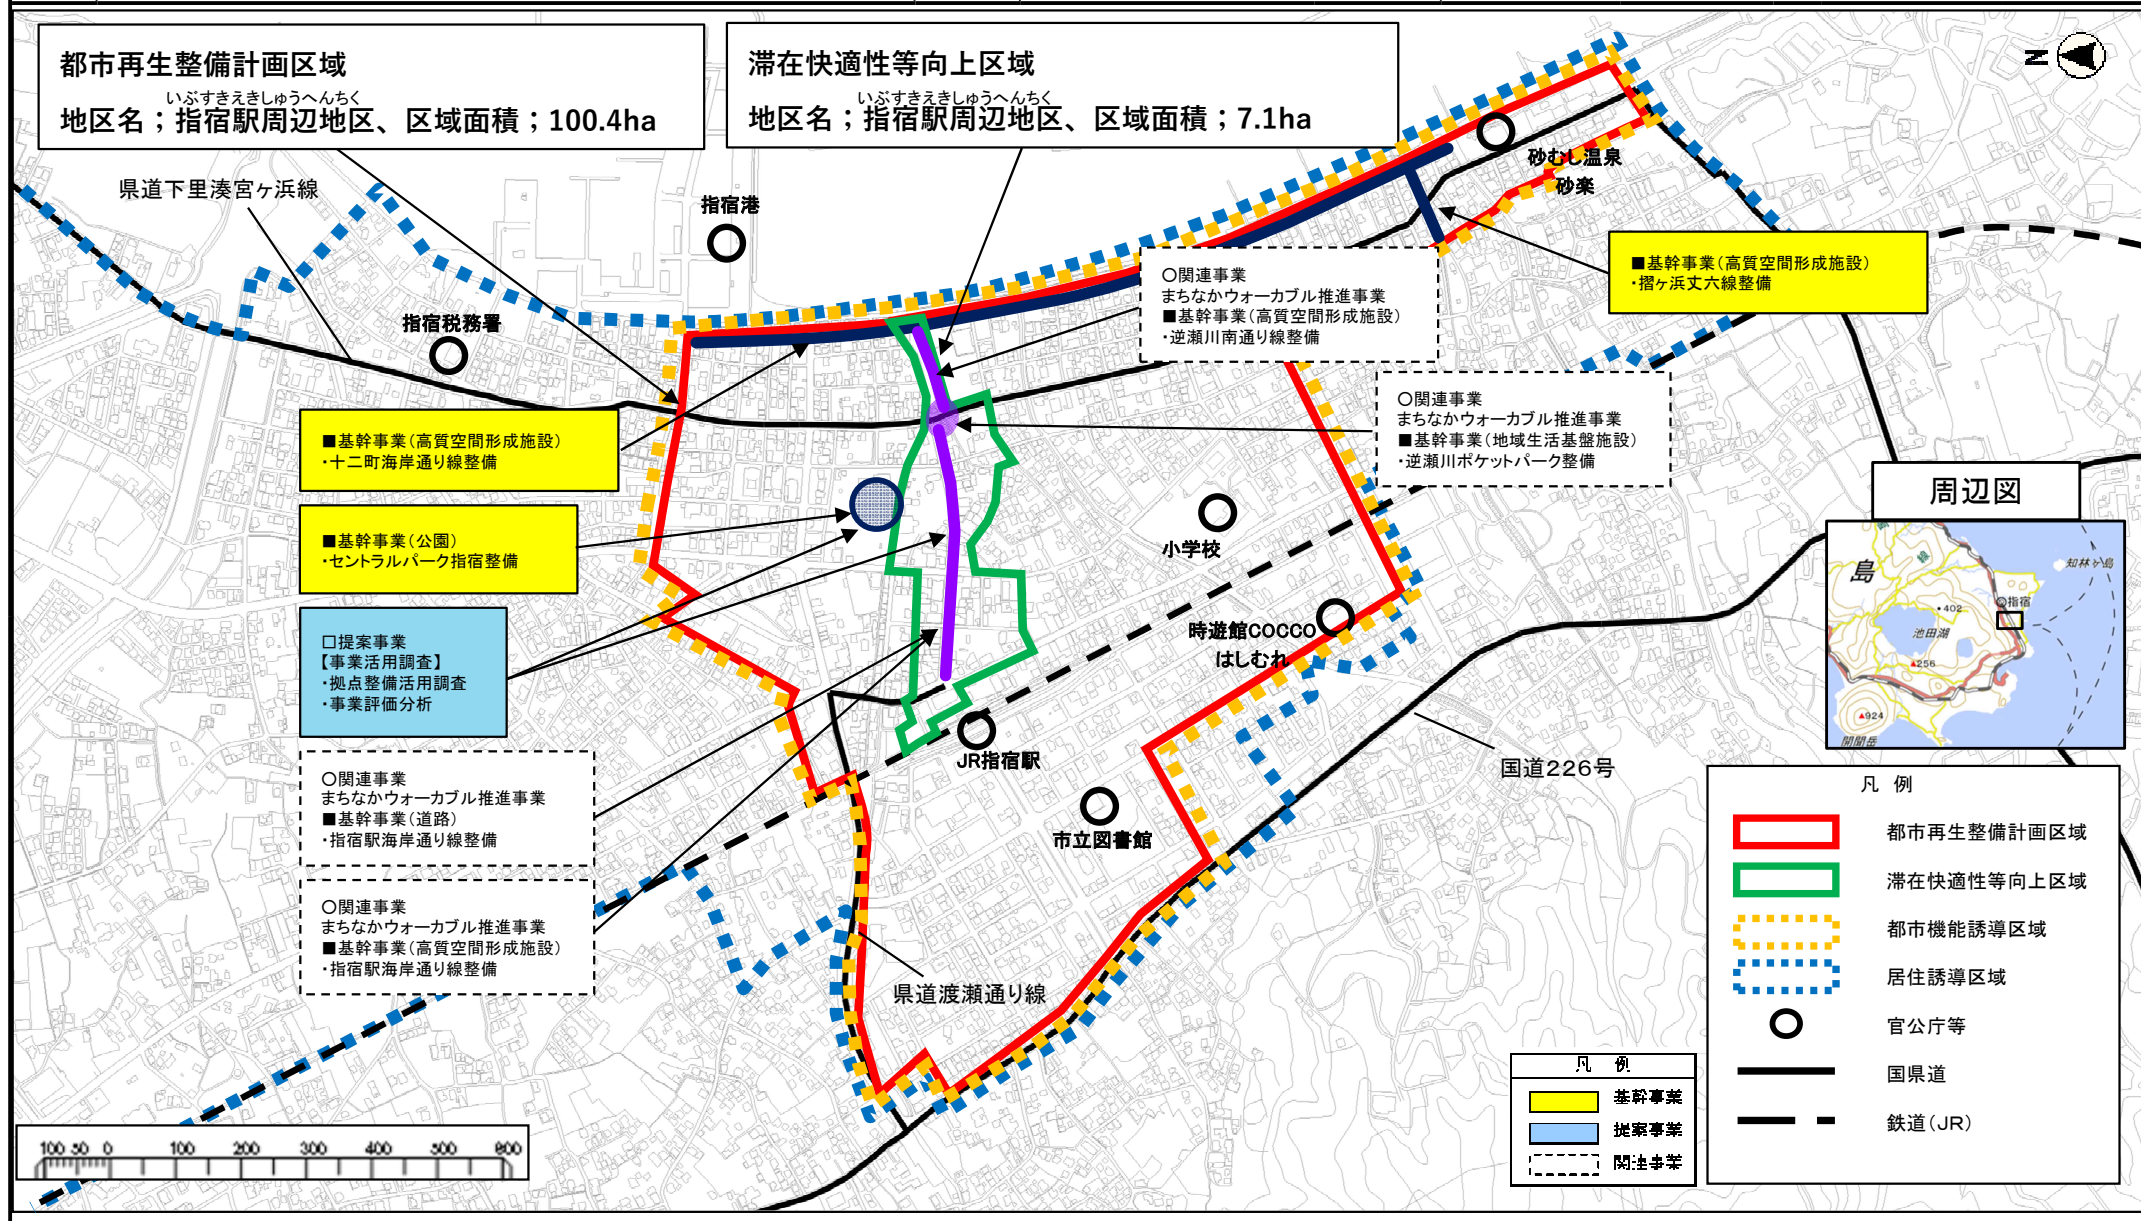 都市再生整備計画区域
いぶすきえきしゅうへんちく
地区名；指宿駅周辺地区、区域面積；100.4ha
滞在快適性等向上区域
いぶすきえきしゅうへんちく
地区名；指宿駅周辺地区、区域面積；7.1ha
N
県道下里湊宮ヶ浜線
指宿港
指宿税務署
砂むし温泉
砂楽
■基幹事業(高質空間形成施設)
・摺ヶ浜丈六線整備
○関連事業
まちなかウォーカブル推進事業
■基幹事業(高質空間形成施設)
・逆瀬川南通り線整備
○関連事業
まちなかウォーカブル推進事業
■基幹事業(地域生活基盤施設)
・逆瀬川ポケットパーク整備
■基幹事業(高質空間形成施設)
・十二町海岸通り線整備
■基幹事業(公園)
・セントラルパーク指宿整備
□提案事業
【事業活用調査】
・拠点整備活用調査
・事業評価分析
○関連事業
まちなかウォーカブル推進事業
■基幹事業(道路)
・指宿駅海岸通り線整備
○関連事業
まちなかウォーカブル推進事業
■基幹事業(高質空間形成施設)
・指宿駅海岸通り線整備
小学校
時遊館COCCO
はしむれ
JR指宿駅
市立図書館
国道226号
県道渡瀬通り線
周辺図
島
知林ヶ島
指宿
402
池田湖
256
924
開聞岳
凡 例
都市再生整備計画区域
滞在快適性等向上区域
都市機能誘導区域
居住誘導区域
官公庁等
国県道
鉄道(JR)
凡 例
基幹事業
提案事業
関連事業
100 50 0 100 200 300 400 500 600